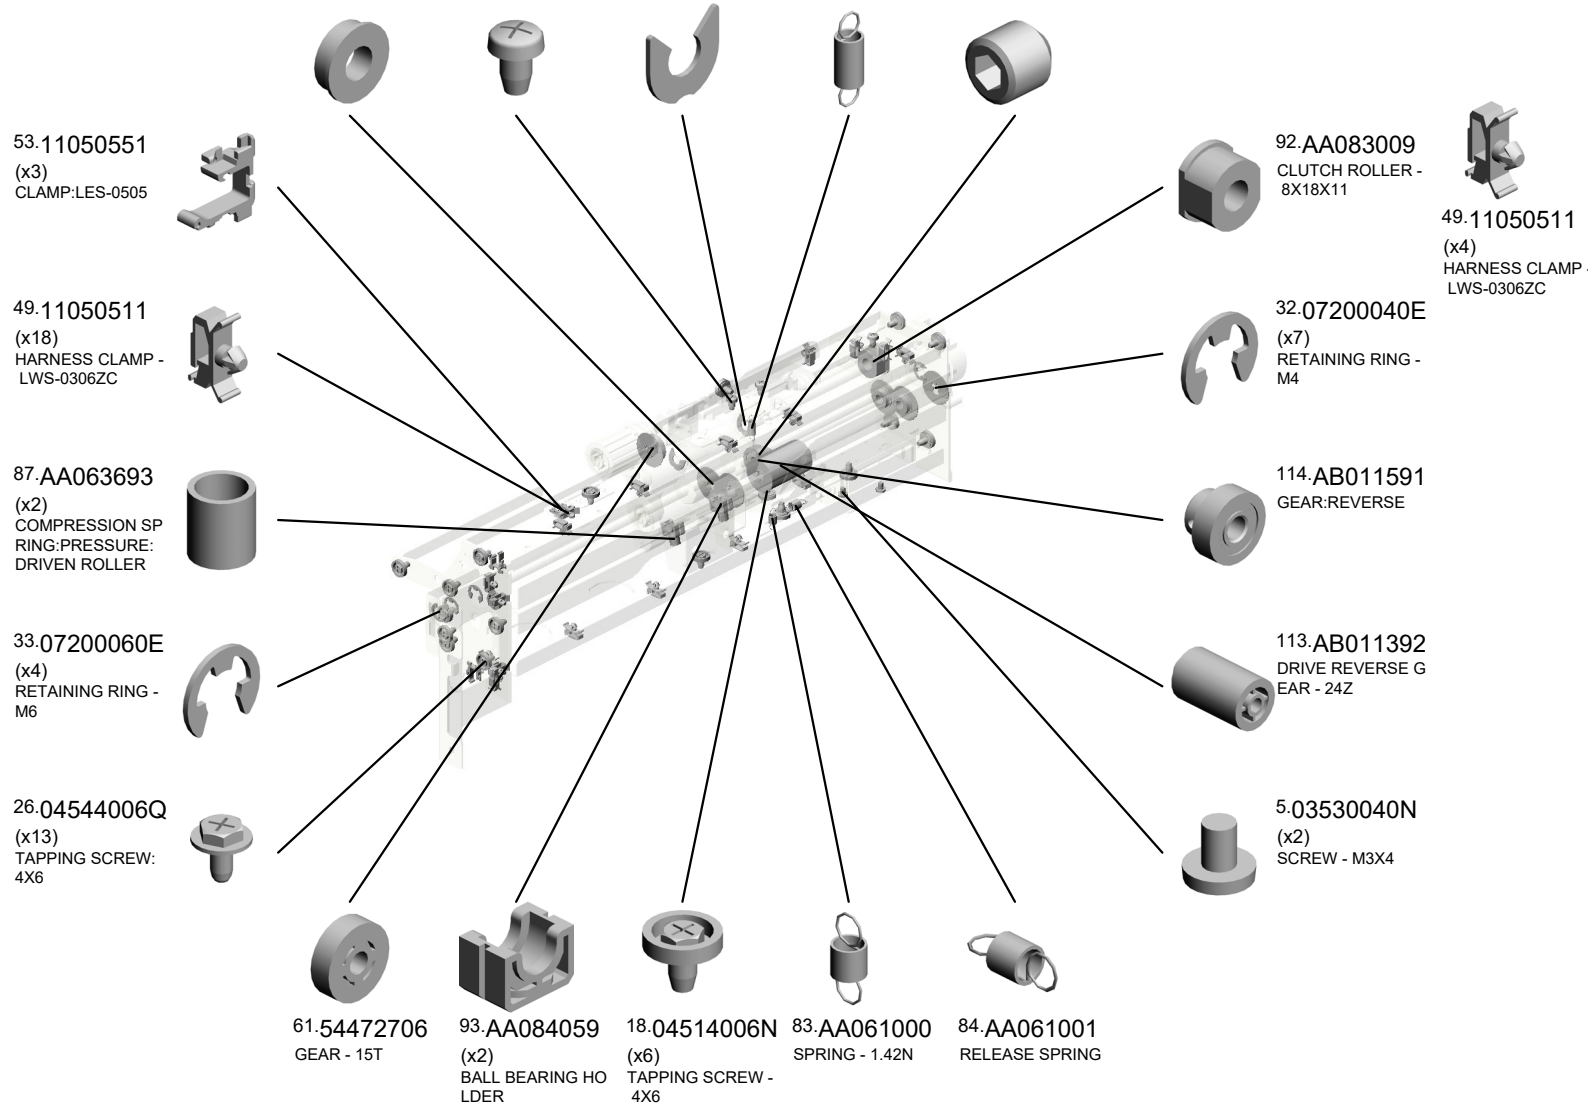 53.11050551
(x3)
CLAMP:LES-0505
49.11050511
(x18)
HARNESS CLAMP -
LWS-0306ZC
87.AA063693
(x2)
COMPRESSION SP
RING:PRESSURE:
DRIVEN ROLLER
33.07200060E
(x4)
RETAINING RING -
M6
26.04544006Q
(x13)
TAPPING SCREW:
4X6
61.54472706
GEAR - 15T
93.AA084059
(x2)
BALL BEARING HO
LDER
18.04514006N
(x6)
TAPPING SCREW -
4X6
83.AA061000
SPRING - 1.42N
84.AA061001
RELEASE SPRING
92.AA083009
CLUTCH ROLLER -
8X18X11
49.11050511
(x4)
HARNESS CLAMP -
LWS-0306ZC
32.07200040E
(x7)
RETAINING RING -
M4
114.AB011591
GEAR:REVERSE
113.AB011392
DRIVE REVERSE G
EAR - 24Z
5.03530040N
(x2)
SCREW - M3X4